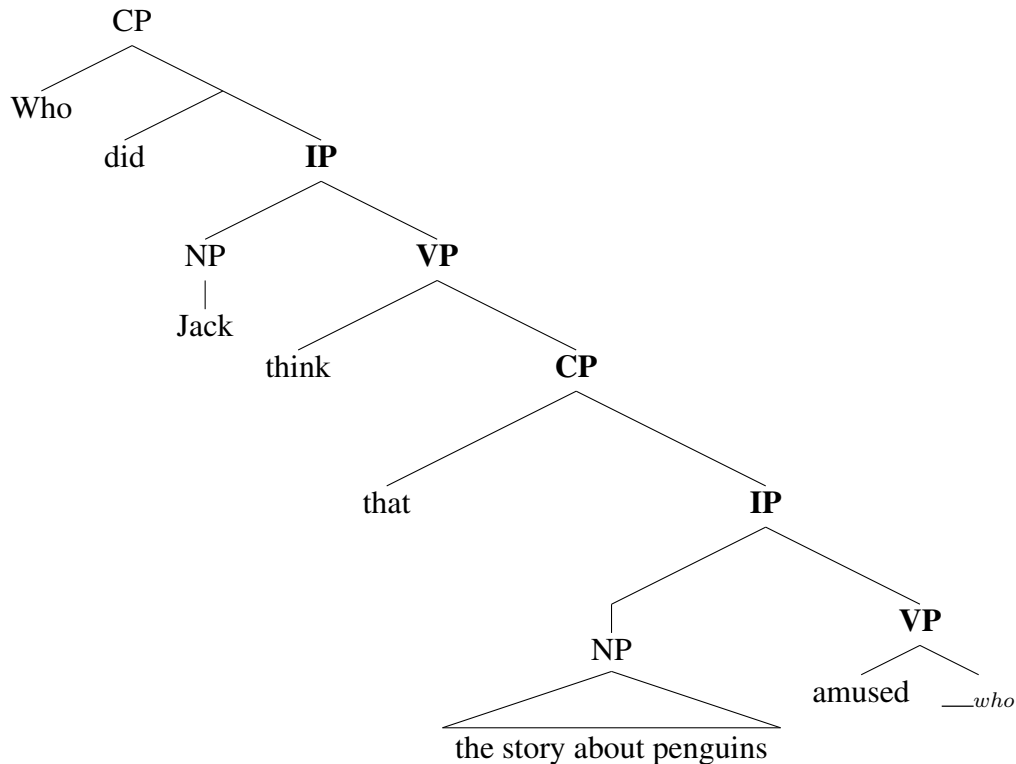 CP
Who
did
IP
NP
VP
Jack
think
CP
that
IP
NP
VP
amused __who
the story about penguins